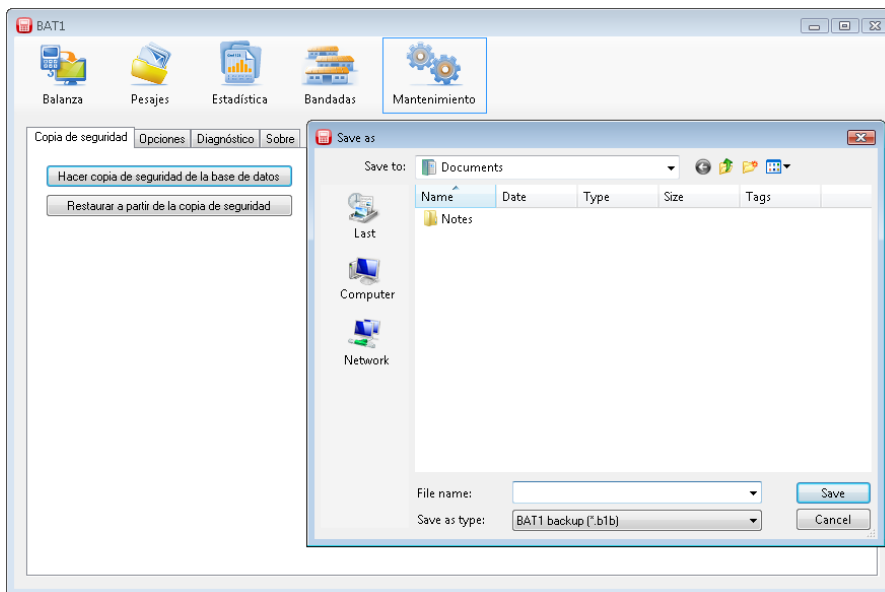 BAT1
Balanza
Pesajes
Estadística
Bandadas
Mantenimiento
Copia de seguridad
Opciones
Diagnóstico
Sobre
Hacer copia de seguridad de la base de datos
Restaurar a partir de la copia de seguridad
Save as
Save to:
Documents
Name
Date
Type
Size
Tags
Notes
Last
Computer
Network
File name:
Save
Save as type:
BAT1 backup (*.b1b)
Cancel